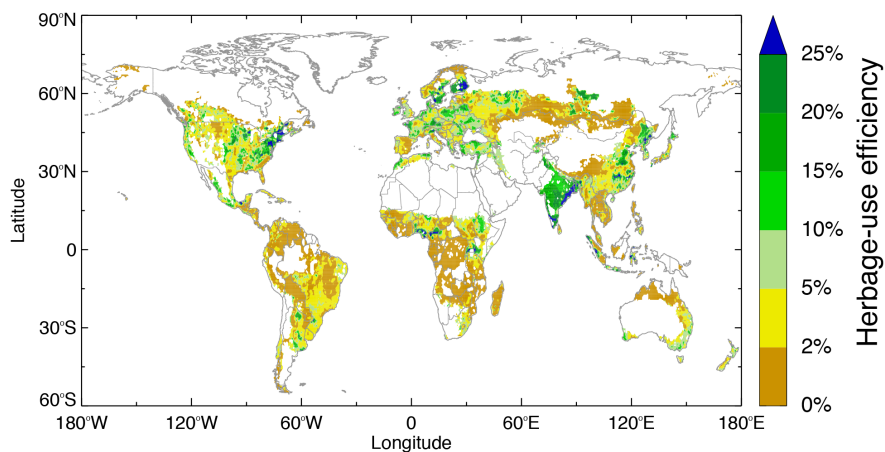 90°N
60°N
30°N
0
30°S
60°S
Latitude
180°W
120°W
60°W
0
60°E
120°E
180°E
Longitude
25%
20%
15%
10%
5%
2%
0%
Herbage-use efficiency